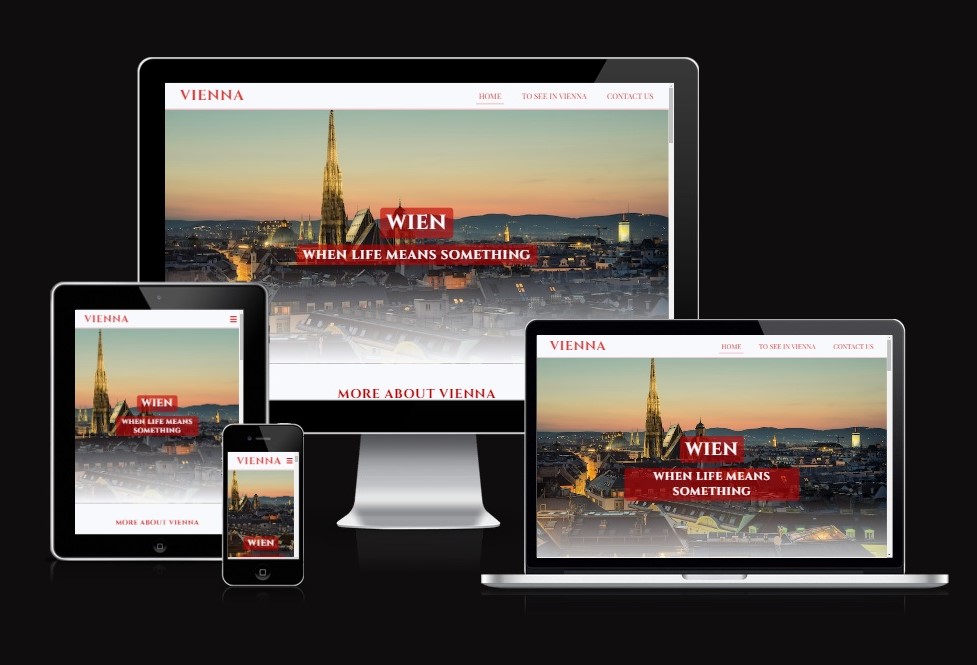 VIENNA
HOME TO SEE IN VIENNA CONTACT US
WIEN
WHEN LIFE MEANS SOMETHING
MORE ABOUT VIENNA
VIENNA
WIEN
WHEN LIFE MEANS
SOMETHING
MORE ABOUT VIENNA
VIENNA
WIEN
VIENNA
HOME TO SEE IN VIENNA CONTACT US
WIEN
WHEN LIFE MEANS
SOMETHING